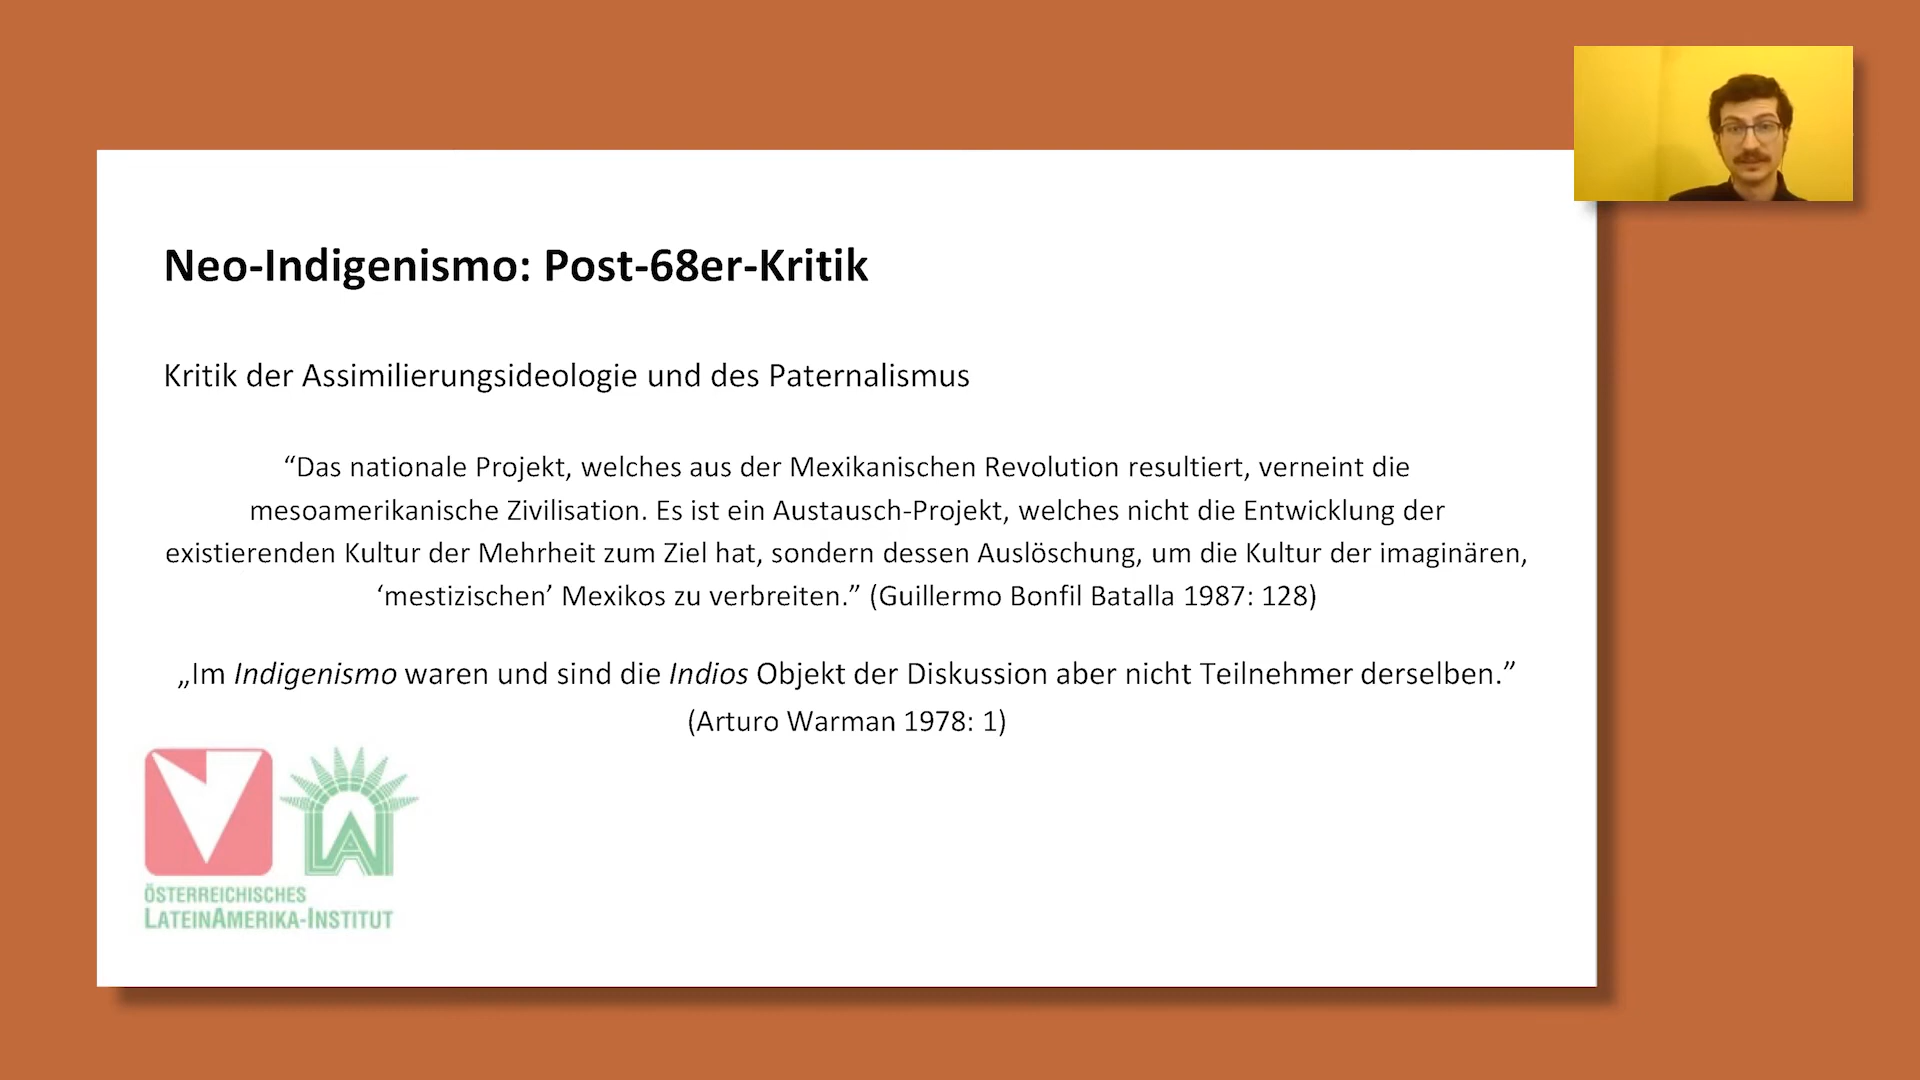 Neo-Indigenismo: Post-68er-Kritik
Kritik der Assimilierungsideologie und des Paternalismus
“Das nationale Projekt, welches aus der Mexikanischen Revolution resultiert, verneint die
mesoamerikanische Zivilisation. Es ist ein Austausch-Projekt, welches nicht die Entwicklung der
existierenden Kultur der Mehrheit zum Ziel hat, sondern dessen Auslöschung, um die Kultur der imaginären,
‘mestizischen’ Mexikos zu verbreiten.” (Guillermo Bonfil Batalla 1987: 128)
„Im Indigenismo waren und sind die Indios Objekt der Diskussion aber nicht Teilnehmer derselben.”
(Arturo Warman 1978: 1)
LAI
ÖSTERREICHISCHES
LATEINAMERIKA-INSTITUT